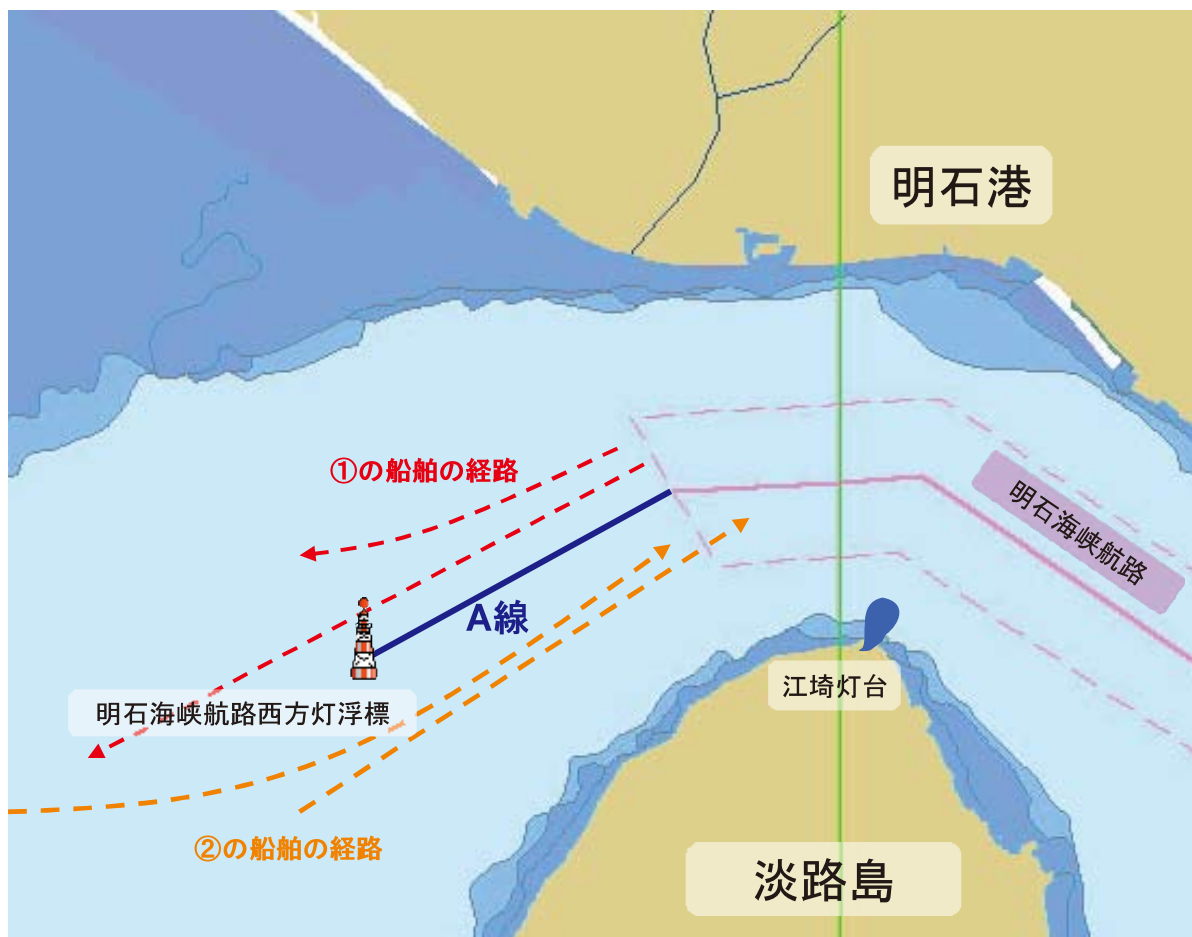 明石港
①の船舶の経路
明石海峡航路
A線
江埼灯台
明石海峡航路西方灯浮標
②の船舶の経路
淡路島